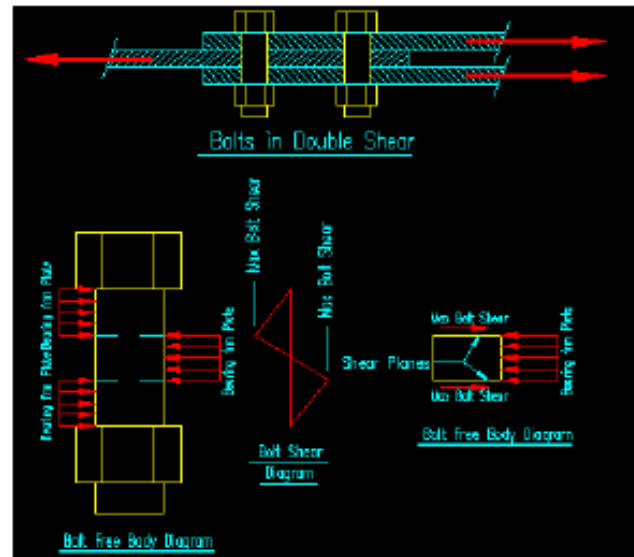 Bolts in Double Shear
Max Bolt Shear
Max Bolt Shear
Bearing from Plate
Bearing from Plate
Bearing from Plate
Shear Planes
Max Bolt Shear
Max Bolt Shear
Bearing from Plate
Bolt Shear
Diagram
Bolt Free Body Diagram
Bolt Free Body Diagram